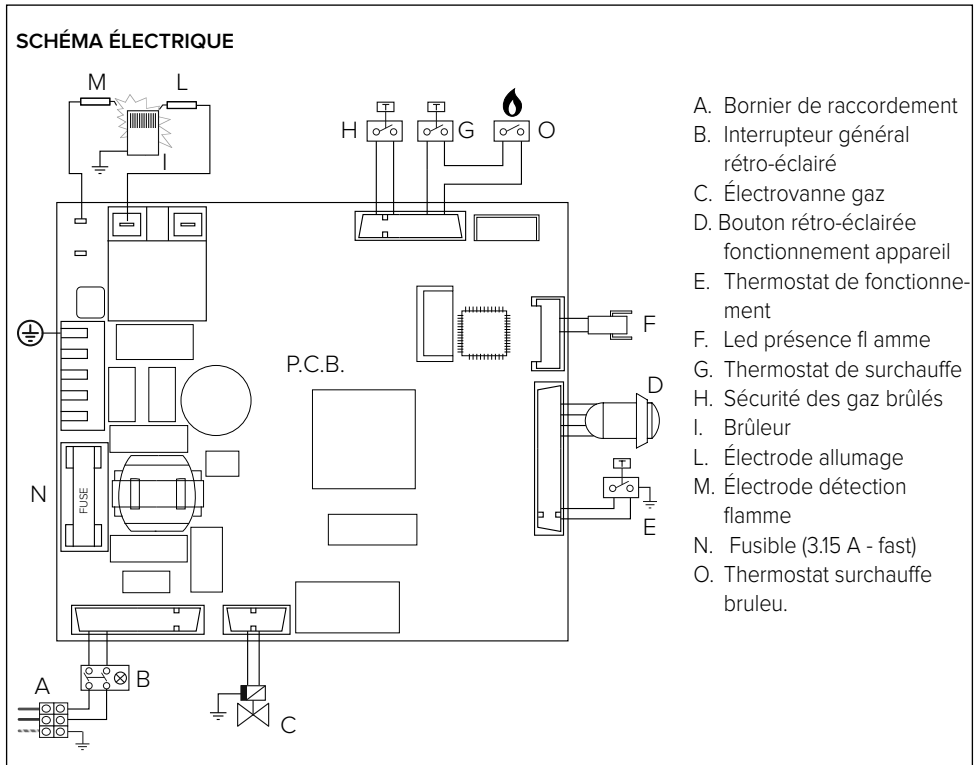 SCHÉMA ÉLECTRIQUE
M
L
I
H
G
O
P.C.B.
F
D
E
N
FUSE
A
B
C
A. Bornier de raccordement
B. Interrupteur général
rétro-éclairé
C. Électrovanne gaz
D. Bouton rétro-éclairée
fonctionnement appareil
E. Thermostat de fonctionne-
ment
F. Led présence fl amme
G. Thermostat de surchauffe
H. Sécurité des gaz brûlés
I. Brûleur
L. Électrode allumage
M. Électrode détection
flamme
N. Fusible (3.15 A - fast)
O. Thermostat surchauffe
bruleu.